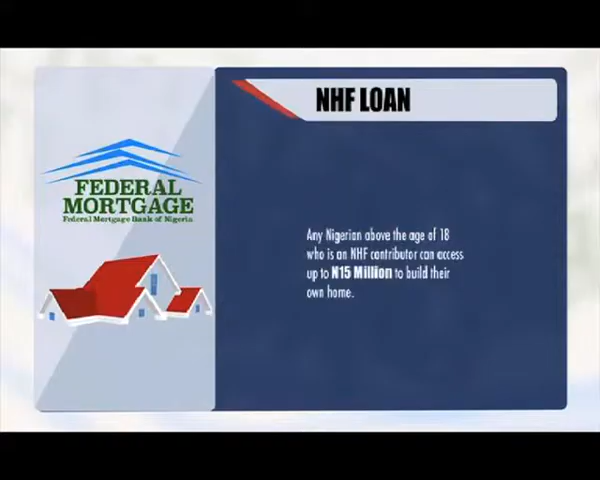 NHF LOAN
FEDERAL
MORTGAGE
Federal Mortgage Bank of Nigeria
Any Nigerian above the age of 18
who is an NHF contributor can access
up to N15 Million to build their
own home.